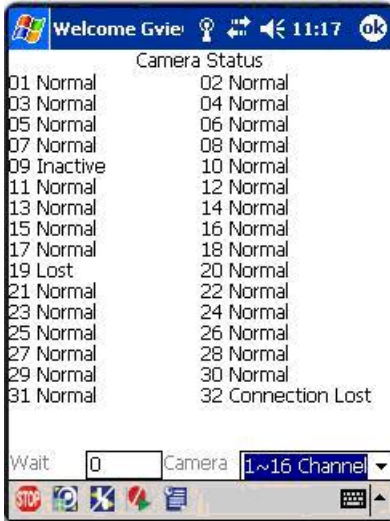 Welcome Gvie 11:17 ok
Camera Status
01 Normal 02 Normal
03 Normal 04 Normal
05 Normal 06 Normal
07 Normal 08 Normal
09 Inactive 10 Normal
11 Normal 12 Normal
13 Normal 14 Normal
15 Normal 16 Normal
17 Normal 18 Normal
19 Lost 20 Normal
21 Normal 22 Normal
23 Normal 24 Normal
25 Normal 26 Normal
27 Normal 28 Normal
29 Normal 30 Normal
31 Normal 32 Connection Lost
Wait 0 Camera 1~16 Channel
STOP